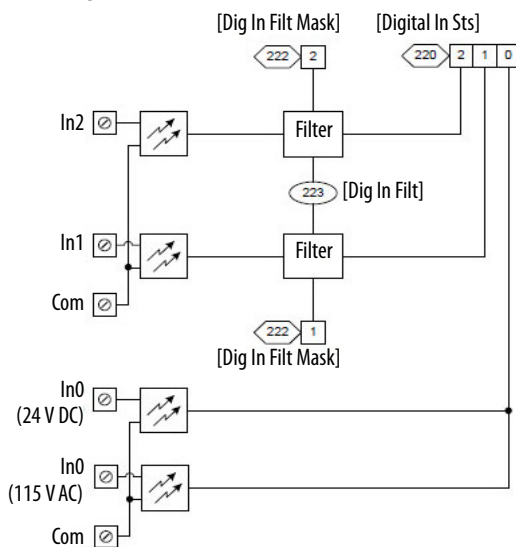 [Dig In Filt Mask] [Digital In Sts]
222 2 220 2 1 0
In2 Filter
223 [Dig In Filt]
In1 Filter
Com
222 1
[Dig In Filt Mask]
In0
(24 V DC)
In0
(115 V AC)
Com